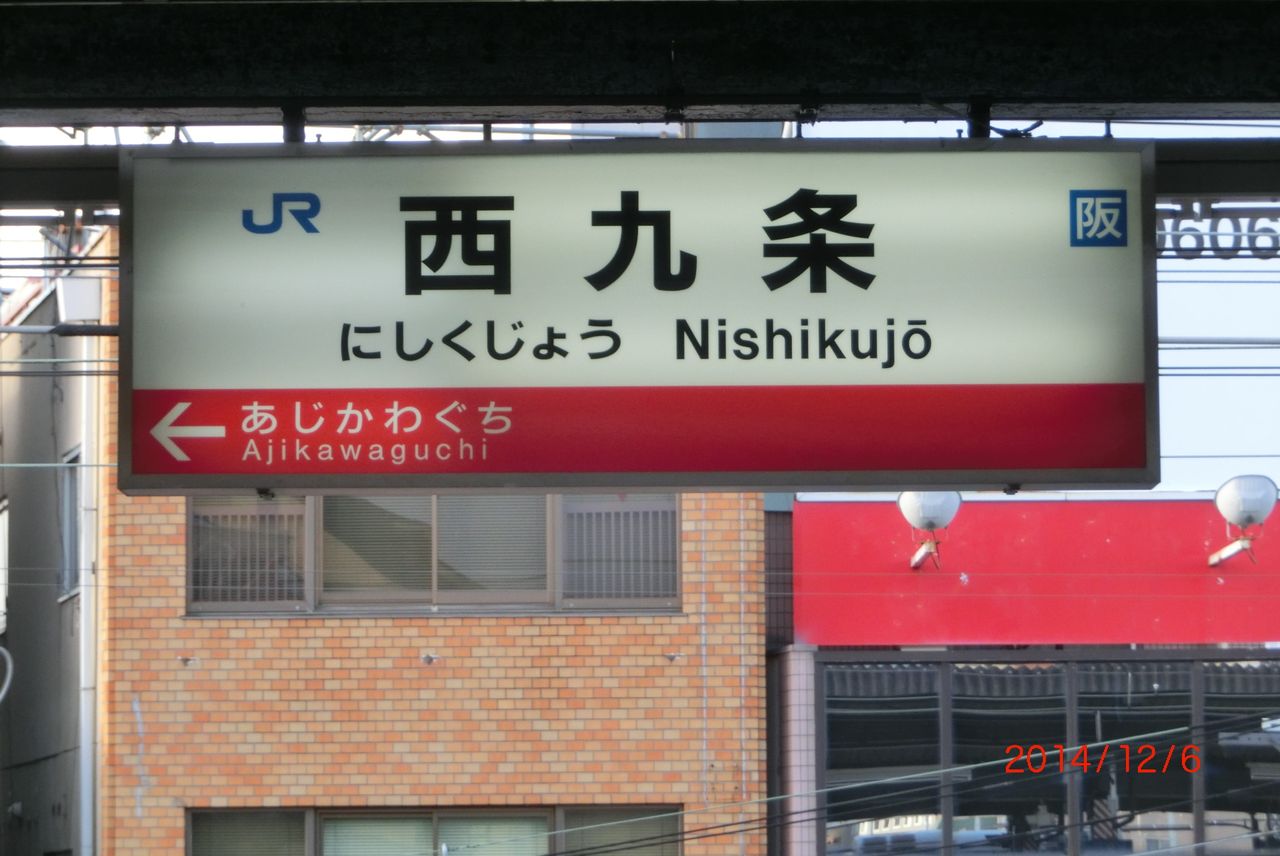 JR 西九条 阪
にしくじょう Nishikujō
← あじかわぐち
Ajikawaguchi
2014/12/6